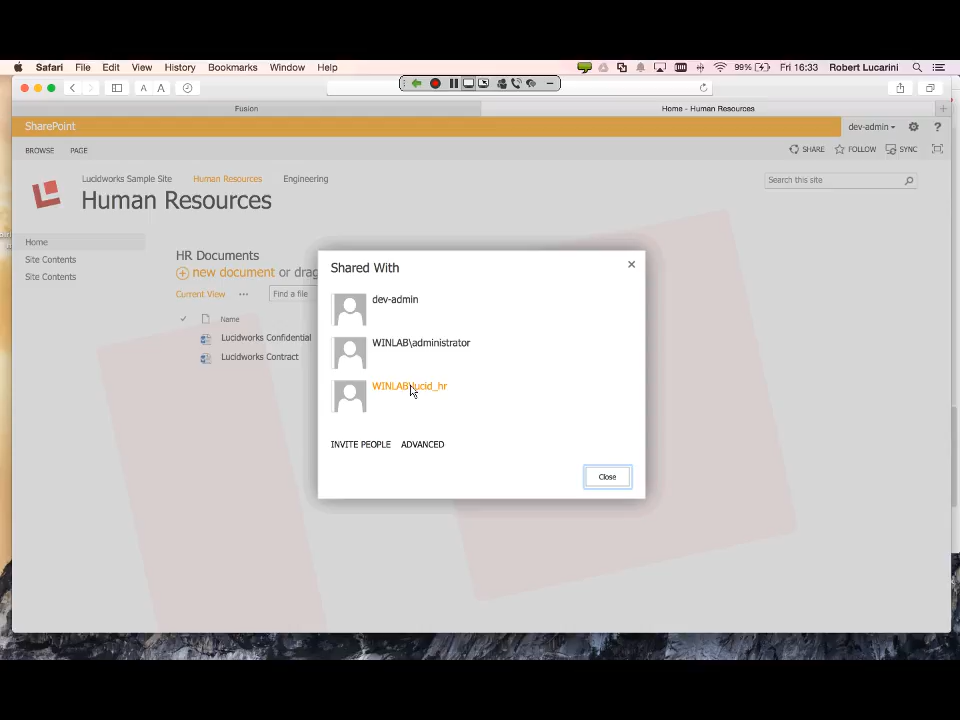 Safari File Edit View History Bookmarks Window Help 99% Fri 16:33 Robert Lucarini
A A
Fusion Home - Human Resources
SharePoint dev-admin ?
BROWSE PAGE SHARE FOLLOW SYNC
Lucidworks Sample Site Human Resources Engineering
Search this site
Human Resources
Home
Site Contents
Site Contents
HR Documents
new document or drag
Current View ... Find a file
Name
Lucidworks Confidential
Lucidworks Contract
Shared With
dev-admin
WINLAB\administrator
WINLAB\lucid_hr
INVITE PEOPLE ADVANCED
Close